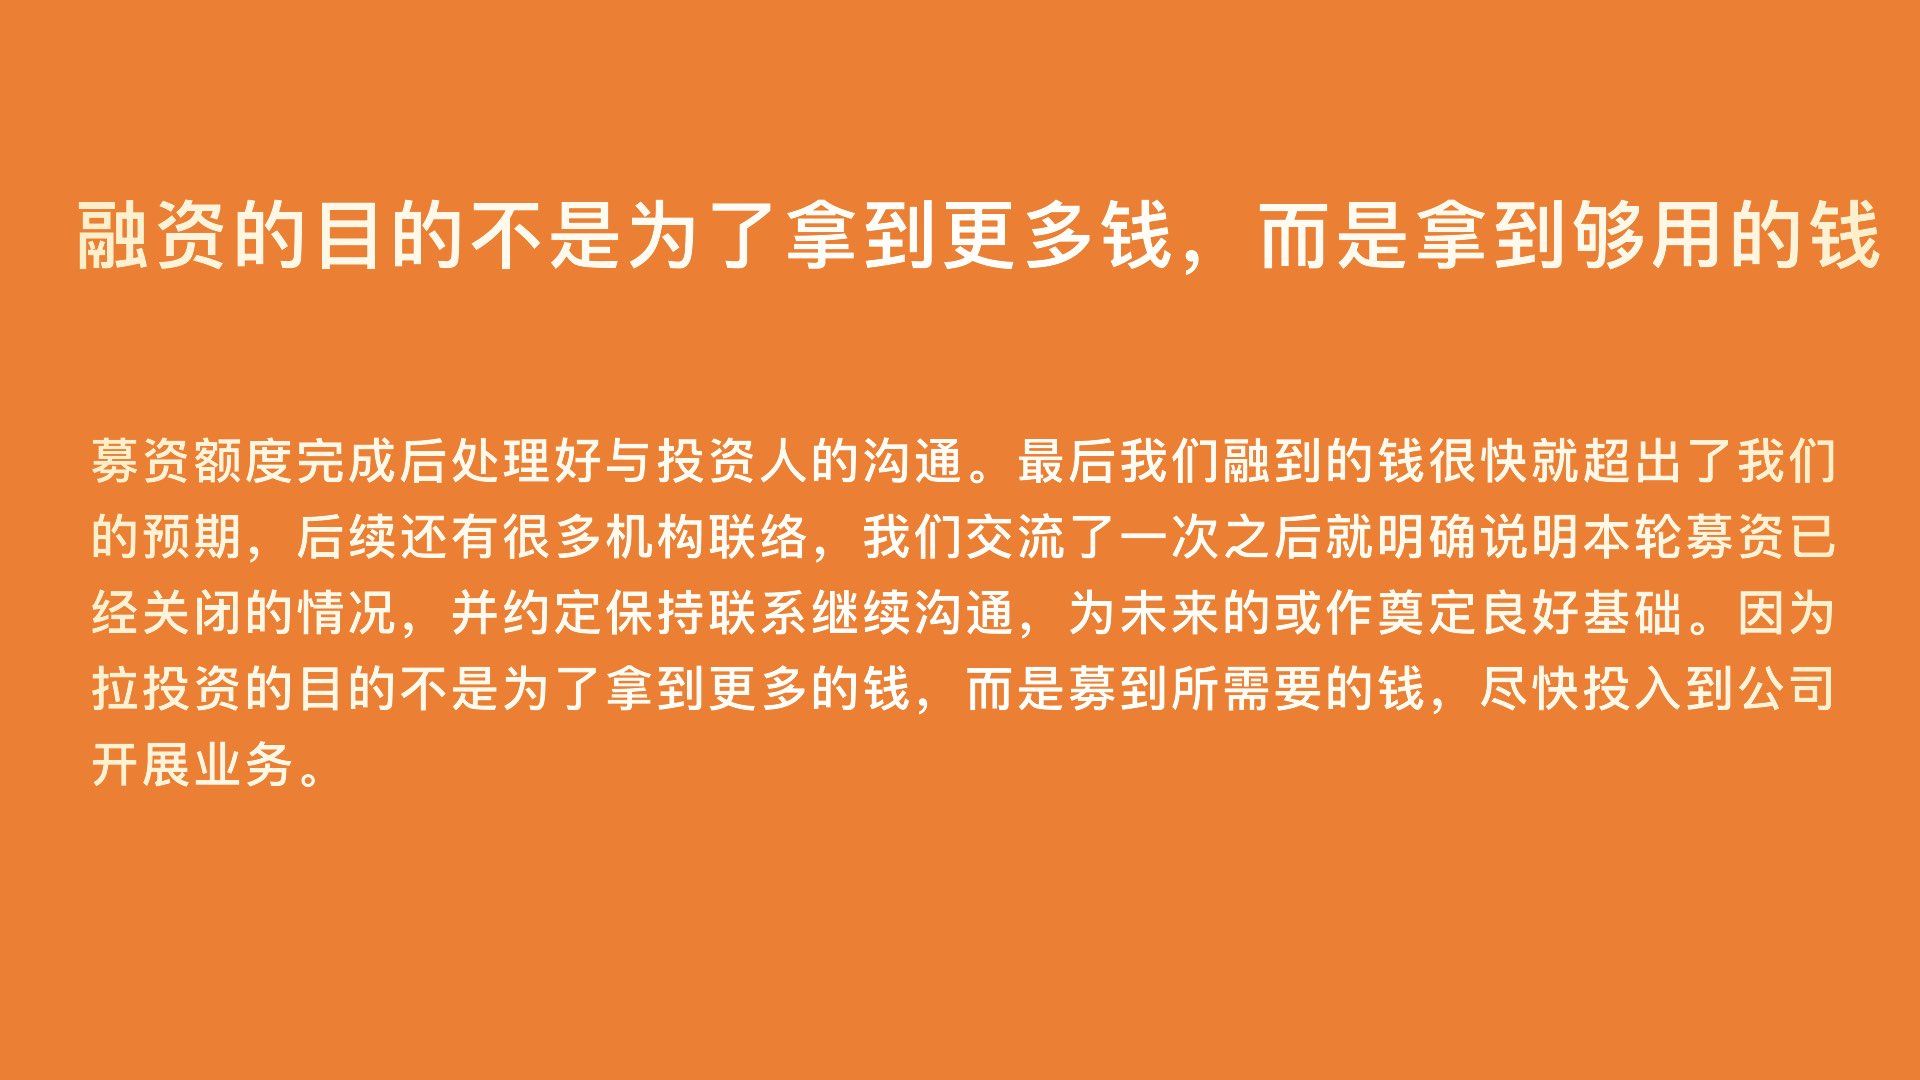 融资的目的不是为了拿到更多钱，而是拿到够用的钱
募资额度完成后处理好与投资人的沟通。最后我们融到的钱很快就超出了我们
的预期，后续还有很多机构联络，我们交流了一次之后就明确说明本轮募资已
经关闭的情况，并约定保持联系继续沟通，为未来的或作奠定良好基础。因为
拉投资的目的不是为了拿到更多的钱，而是募到所需要的钱，尽快投入到公司
开展业务。